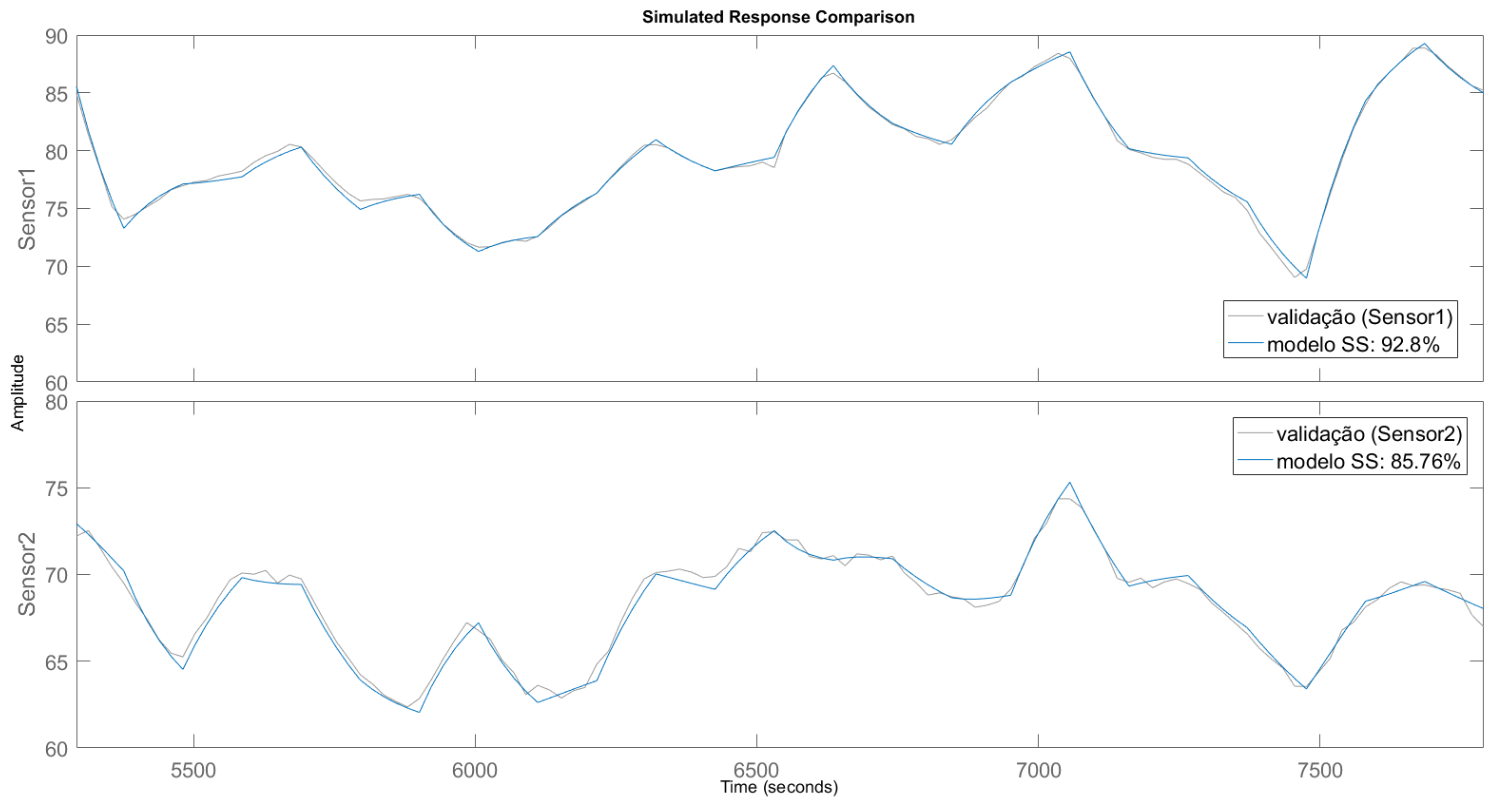 Simulated Response Comparison
90
85
80
75
70
65
60
Sensor1
validação (Sensor1)
modelo SS: 92.8%
Amplitude
80
75
70
65
60
Sensor2
validação (Sensor2)
modelo SS: 85.76%
5500
6000
6500
7000
7500
Time (seconds)